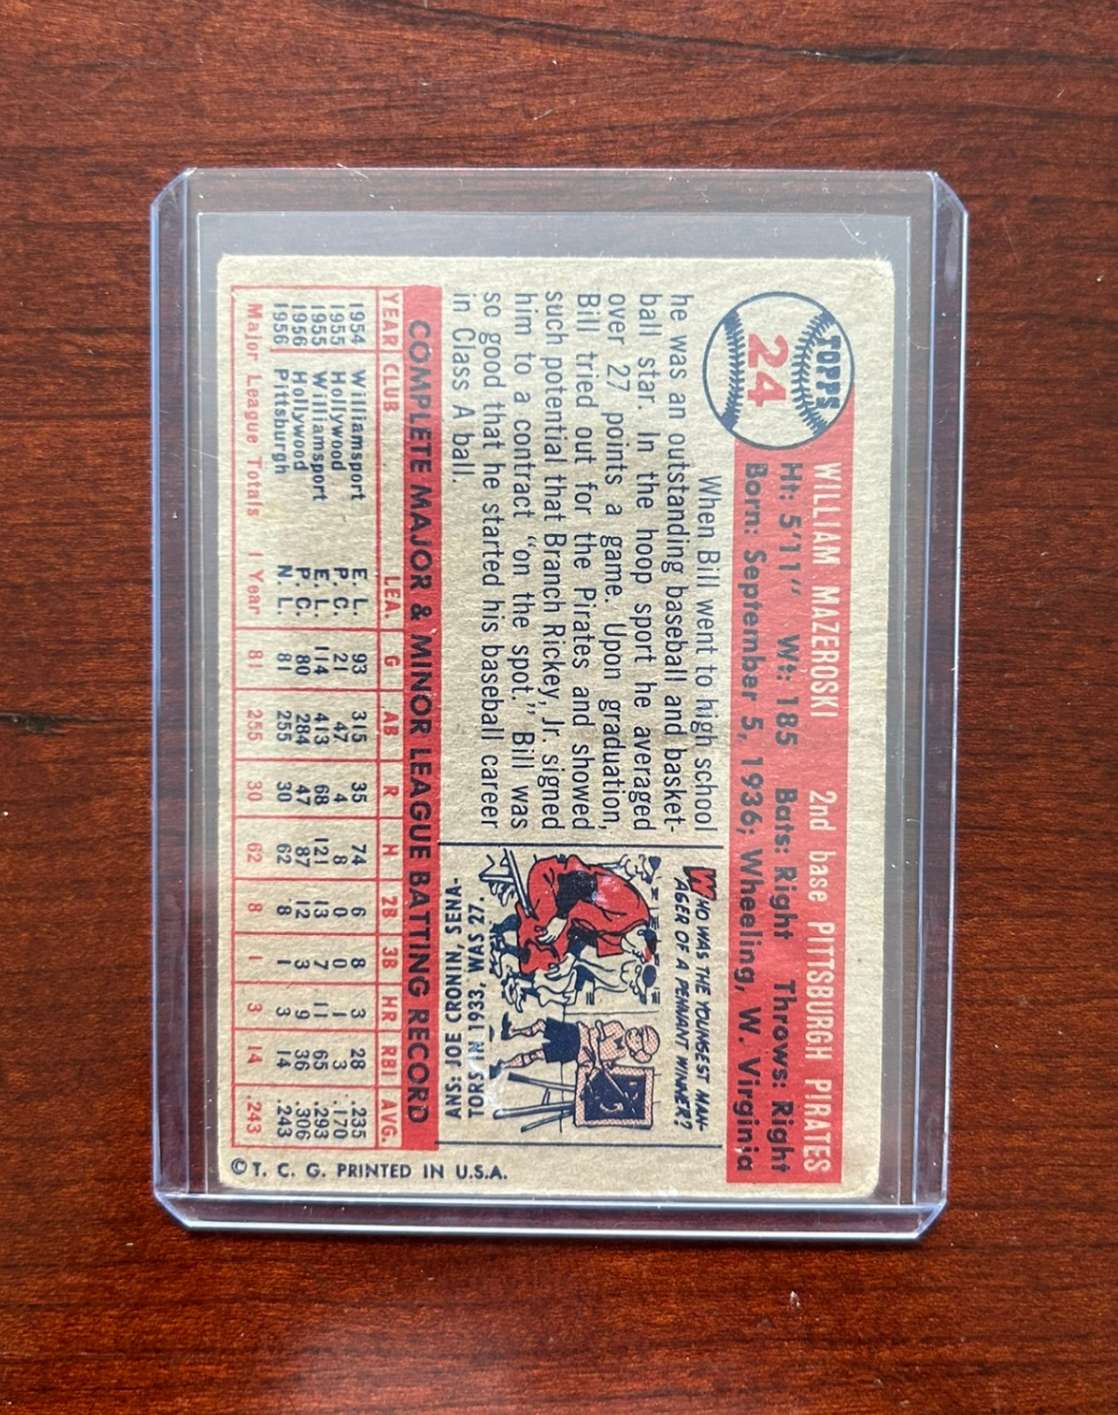 TOPPS
24
WILLIAM MAZEROSKI 2nd base PITTSBURGH PIRATES
Ht: 5'11" Wt: 185 Bats: Right Throws: Right
Born: September 5, 1936; Wheeling, W. Virginia
When Bill went to high school
he was an outstanding baseball and basket-
ball star. In the hoop sport he averaged
over 27 points a game. Upon graduation,
Bill tried out for the Pirates and showed
such potential that Branch Rickey, Jr. signed
him to a contract "on the spot." Bill was
so good that he started his baseball career
in Class A ball.
WHO WAS THE YOUNGEST MAN-
AGER OF A PENNANT WINNER?
ANS: JOE CRONIN, SENA-
TORS IN 1933, WAS 27.
COMPLETE MAJOR & MINOR LEAGUE BATTING RECORD
YEAR CLUB LEA. G AB R H 2B 3B HR RBI AVG.
1954 Williamsport E. L. 93 315 35 74 6 8 3 28 .235
1955 Hollywood P. C. 21 47 4 8 0 0 1 3 .170
1955 Williamsport E. L. 114 413 68 121 13 7 11 65 .293
1956 Hollywood P. C. 80 284 47 87 12 3 9 36 .306
1956 Pittsburgh N. L. 81 255 30 62 8 1 3 14 .243
Major League Totals 1 Year 81 255 30 62 8 1 3 14 .243
©T. C. G. PRINTED IN U.S.A.